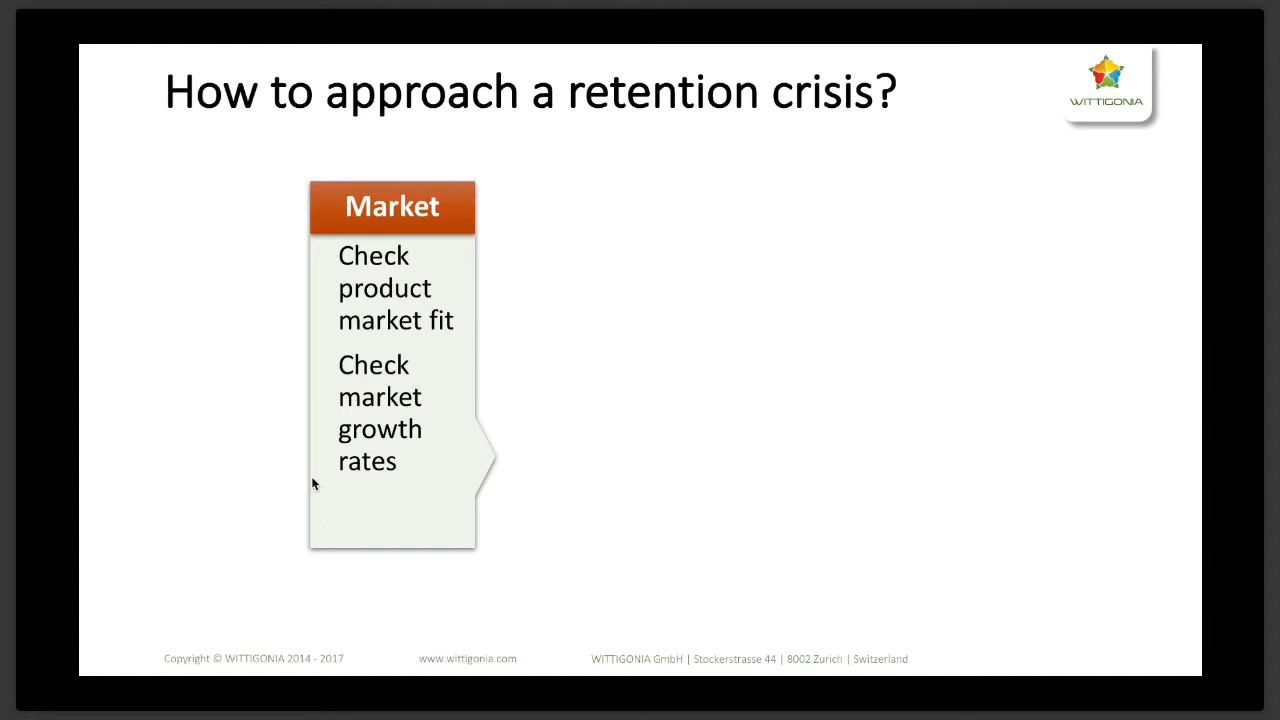 How to approach a retention crisis?
WITTIGONIA
Market
Check
product
market fit
Check
market
growth
rates
Copyright © WITTIGONIA 2014 - 2017
www.wittigonia.com
WITTIGONIA GmbH | Stockerstrasse 44 | 8002 Zurich | Switzerland